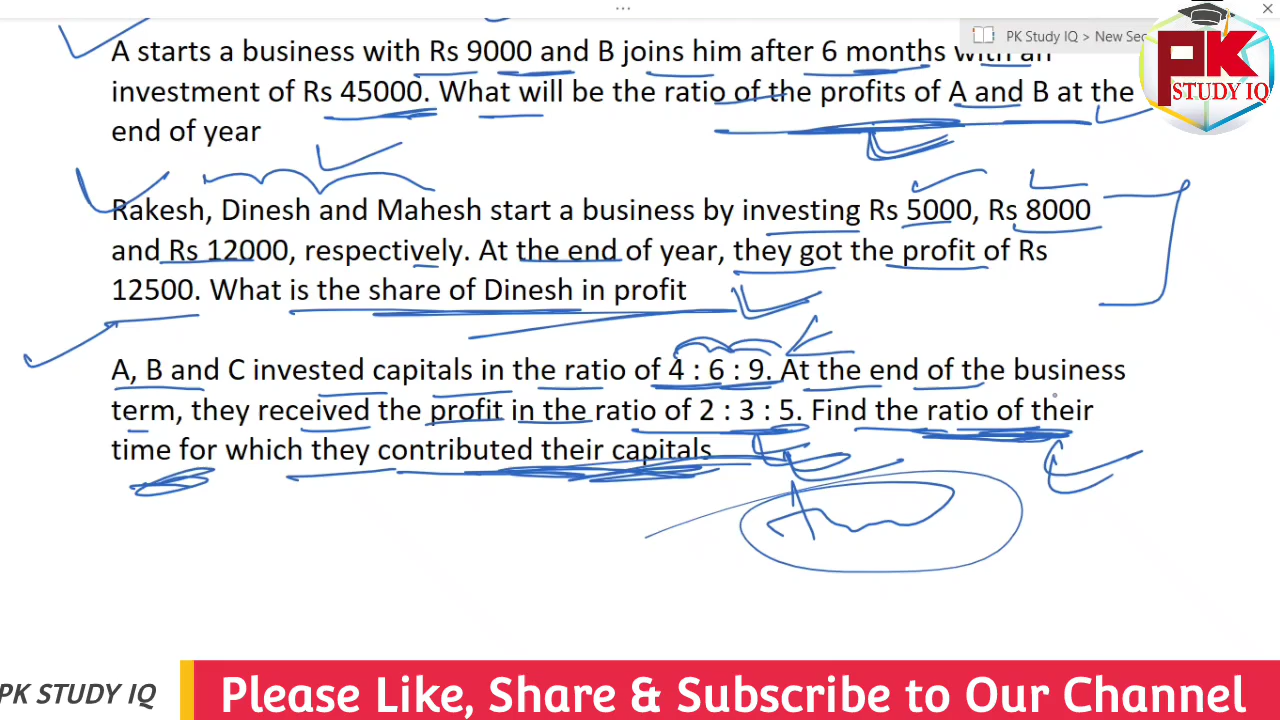 ...
PK Study IQ > New Sec
PK
STUDY IQ
A starts a business with Rs 9000 and B joins him after 6 months with an
investment of Rs 45000. What will be the ratio of the profits of A and B at the
end of year
Rakesh, Dinesh and Mahesh start a business by investing Rs 5000, Rs 8000
and Rs 12000, respectively. At the end of year, they got the profit of Rs
12500. What is the share of Dinesh in profit
A, B and C invested capitals in the ratio of 4 : 6 : 9. At the end of the business
term, they received the profit in the ratio of 2 : 3 : 5. Find the ratio of their
time for which they contributed their capitals
PK STUDY IQ
Please Like, Share & Subscribe to Our Channel